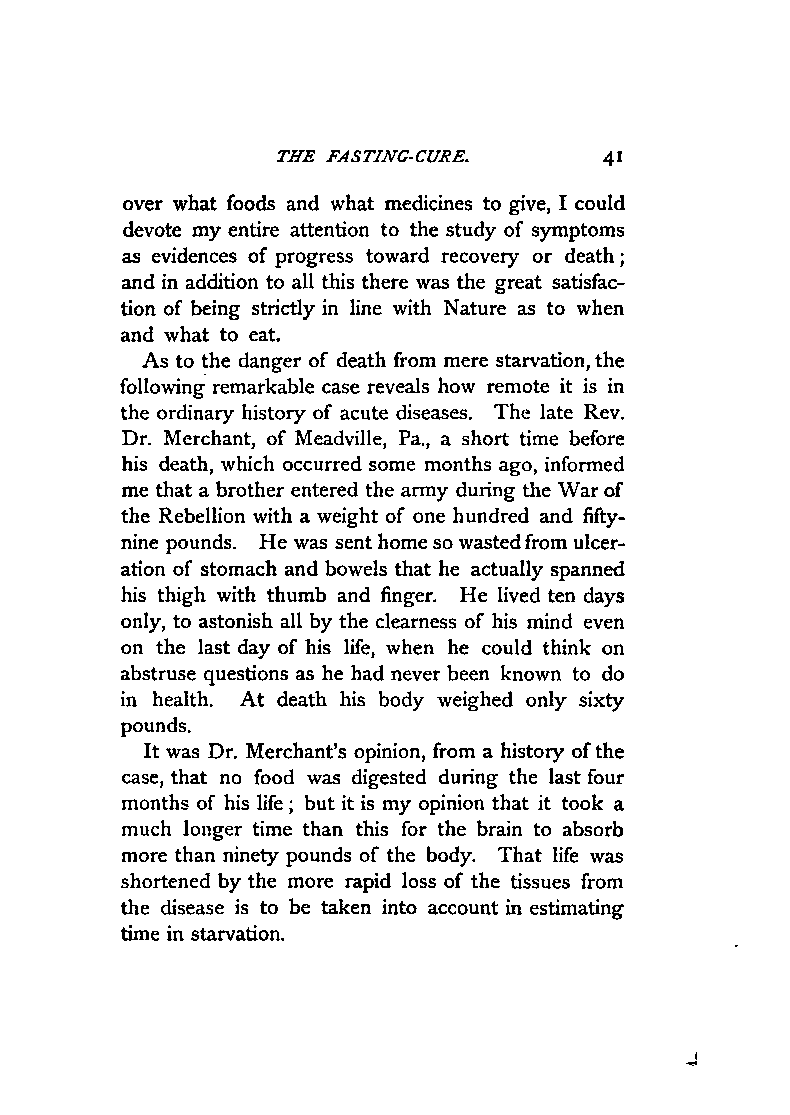 THE FASTING-CURE. 41
over what foods and what medicines to give, I could
devote my entire attention to the study of symptoms
as evidences of progress toward recovery or death;
and in addition to all this there was the great satisfac-
tion of being strictly in line with Nature as to when
and what to eat.
As to the danger of death from mere starvation, the
following remarkable case reveals how remote it is in
the ordinary history of acute diseases. The late Rev.
Dr. Merchant, of Meadville, Pa., a short time before
his death, which occurred some months ago, informed
me that a brother entered the army during the War of
the Rebellion with a weight of one hundred and fifty-
nine pounds. He was sent home so wasted from ulcer-
ation of stomach and bowels that he actually spanned
his thigh with thumb and finger. He lived ten days
only, to astonish all by the clearness of his mind even
on the last day of his life, when he could think on
abstruse questions as he had never been known to do
in health. At death his body weighed only sixty
pounds.
It was Dr. Merchant's opinion, from a history of the
case, that no food was digested during the last four
months of his life; but it is my opinion that it took a
much longer time than this for the brain to absorb
more than ninety pounds of the body. That life was
shortened by the more rapid loss of the tissues from
the disease is to be taken into account in estimating
time in starvation.